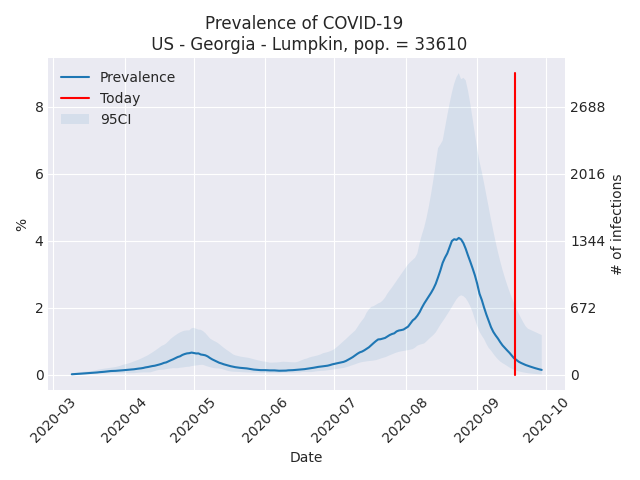 Prevalence of COVID-19
US - Georgia - Lumpkin, pop. = 33610
Prevalence
Today
95CI
8
6
4
2
0
%
2688
2016
1344
672
0
# of infections
2020-03
2020-04
2020-05
2020-06
2020-07
2020-08
2020-09
2020-10
Date